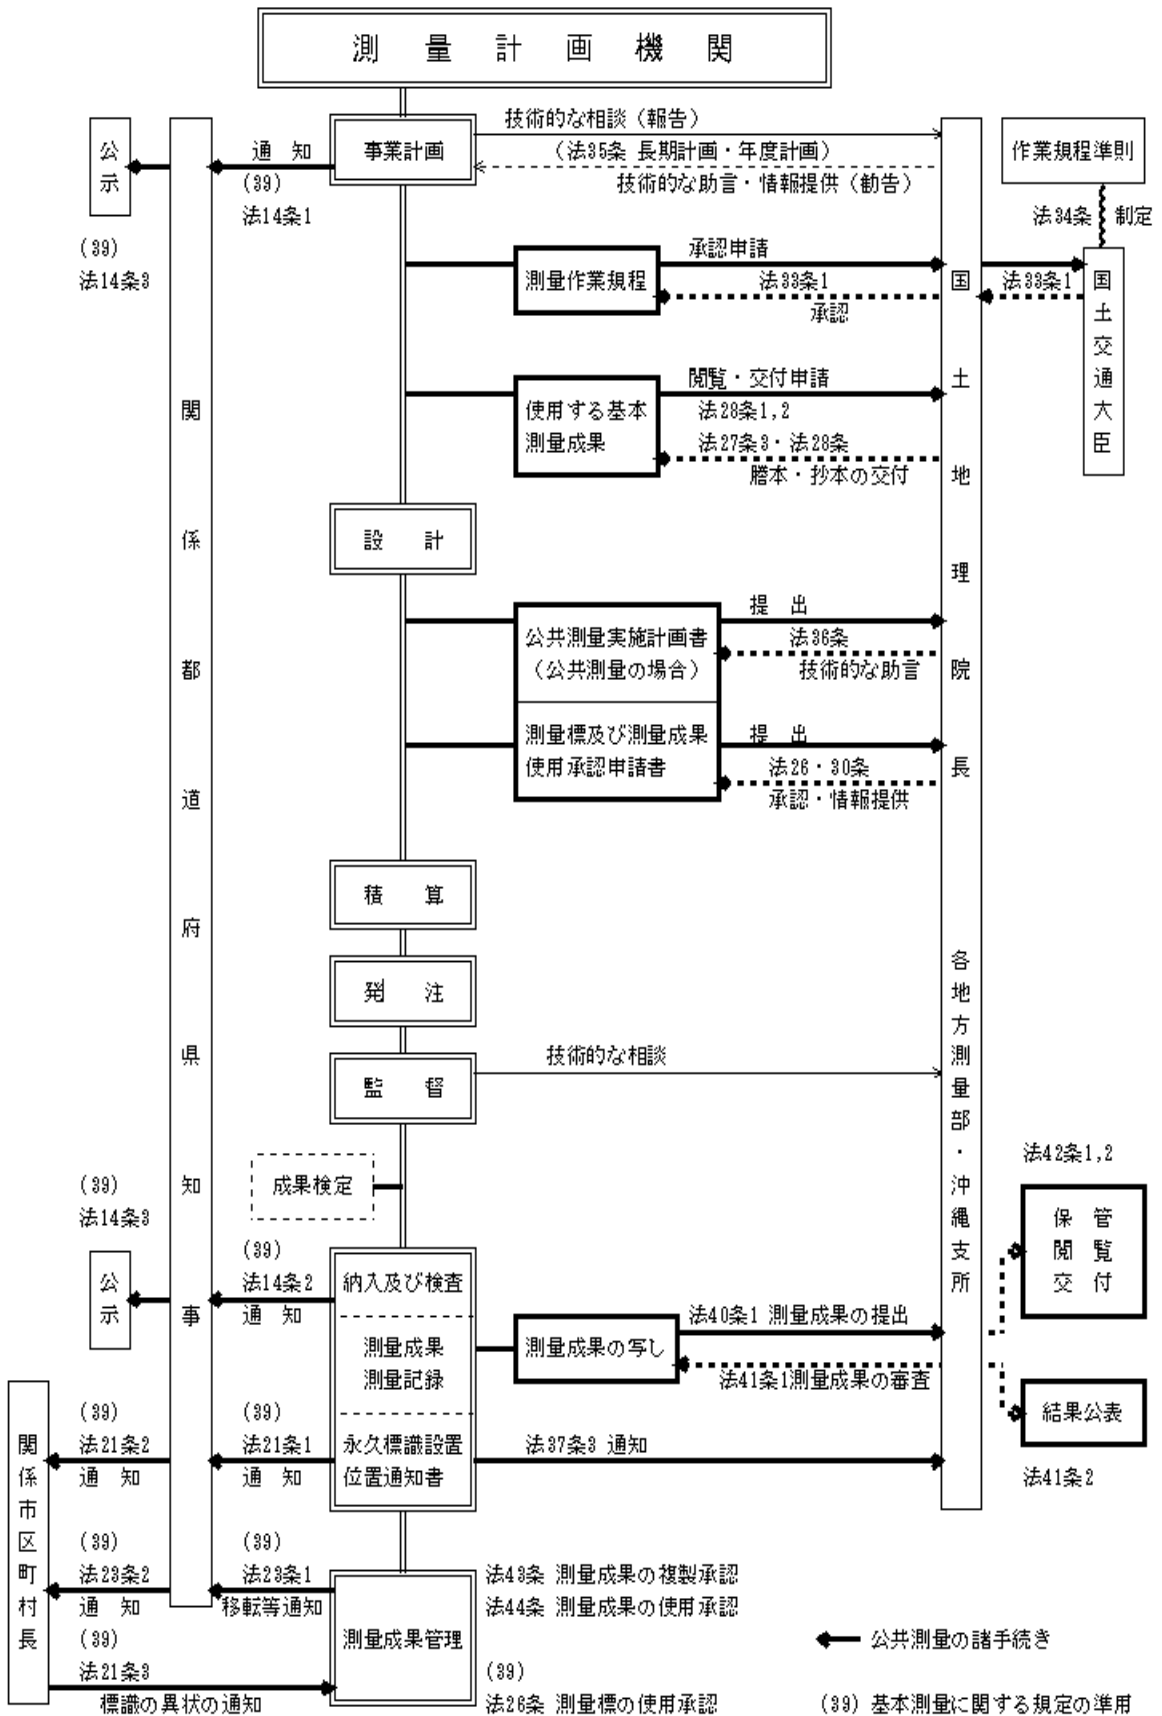 測量計画機関
公示
通知
(39)
法14条1
(39)
法14条3
事業計画
技術的な相談（報告）
（法35条 長期計画・年度計画）
技術的な助言・情報提供（勧告）
作業規程準則
法34条 制定
測量作業規程
承認申請
法33条1
承認
法33条1
国土交通大臣
使用する基本
測量成果
閲覧・交付申請
法28条1,2
法27条3・法28条
謄本・抄本の交付
関係都道府県知事
国土地理院長
各地方測量部・沖縄支所
設計
公共測量実施計画書
（公共測量の場合）
提出
法36条
技術的な助言
測量標及び測量成果
使用承認申請書
提出
法26・30条
承認・情報提供
積算
発注
監督
技術的な相談
成果検定
(39)
法14条3
公示
(39)
法14条2
通知
納入及び検査
測量成果
測量記録
永久標識設置
位置通知書
測量成果の写し
法40条1 測量成果の提出
法41条1測量成果の審査
法42条1,2
保管
閲覧
交付
結果公表
法41条2
法37条3 通知
関係市区町村長
(39)
法21条2
通知
(39)
法21条1
通知
(39)
法23条2
通知
(39)
法23条1
移転等通知
(39)
法21条3
標識の異状の通知
測量成果管理
法43条 測量成果の複製承認
法44条 測量成果の使用承認
(39)
法26条 測量標の使用承認
公共測量の諸手続き
(39) 基本測量に関する規定の準用